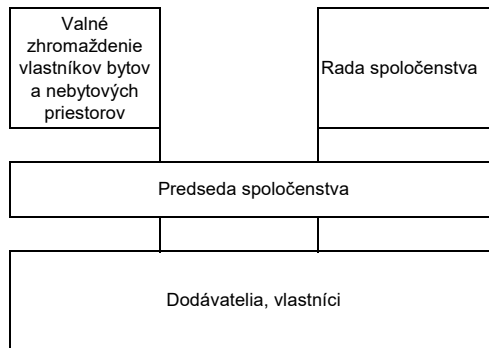 Valné
zhromaždenie
vlastníkov bytov
a nebytových
priestorov
Rada spoločenstva
Predseda spoločenstva
Dodávatelia, vlastníci